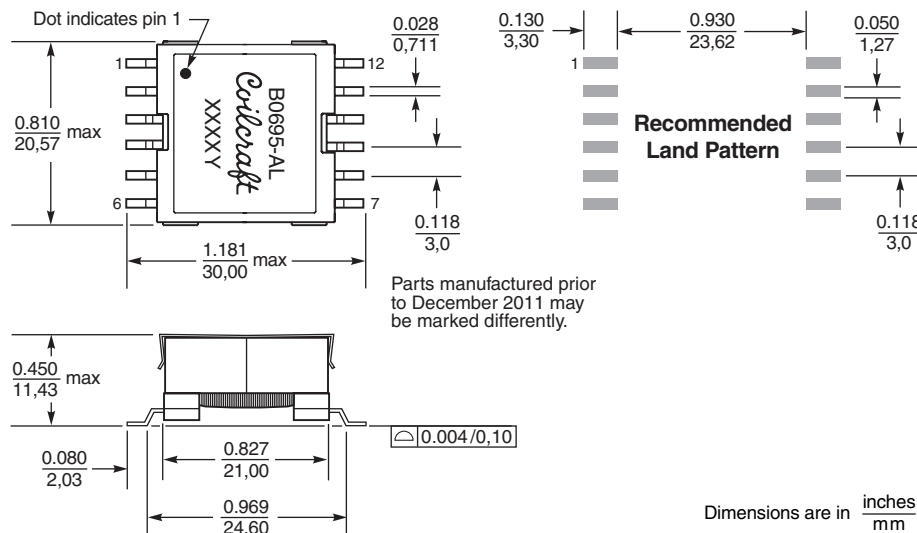 Dot indicates pin 1
0.028
0,711
0.130
3,30
0.930
23,62
0.050
1,27
1
12
1
0.810
20,57 max
B0695-AL
Coilcraft
XXXXY
Recommended
Land Pattern
6
7
0.118
3,0
0.118
3,0
1.181
30,00 max
Parts manufactured prior
to December 2011 may
be marked differently.
0.450
11,43 max
0.004/0,10
0.080
2,03
0.827
21,00
0.969
24,60
Dimensions are in inches
mm